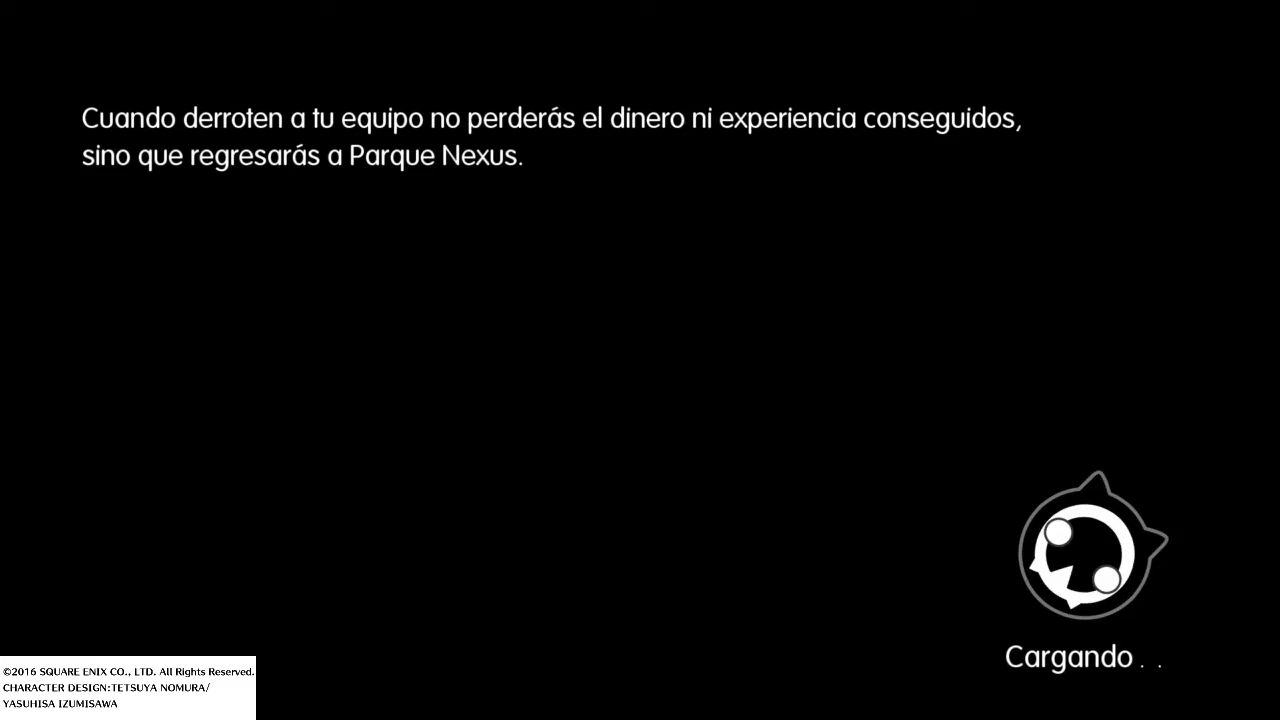 Cuando derroten a tu equipo no perderás el dinero ni experiencia conseguidos,
sino que regresarás a Parque Nexus.
Cargando . .
©2016 SQUARE ENIX CO., LTD. All Rights Reserved.
CHARACTER DESIGN:TETSUYA NOMURA/
YASUHISA IZUMISAWA